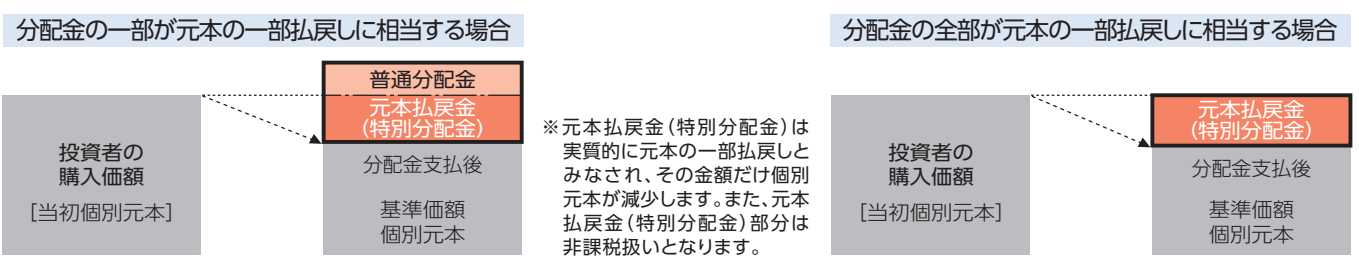 分配金の一部が元本の一部払戻しに相当する場合
普通分配金
元本払戻金
(特別分配金)
投資者の
購入価額
[当初個別元本]
分配金支払後
基準価額
個別元本
※元本払戻金(特別分配金)は
実質的に元本の一部払戻しと
みなされ、その金額だけ個別
元本が減少します。また、元本
払戻金(特別分配金)部分は
非課税扱いとなります。
分配金の全部が元本の一部払戻しに相当する場合
元本払戻金
(特別分配金)
投資者の
購入価額
[当初個別元本]
分配金支払後
基準価額
個別元本